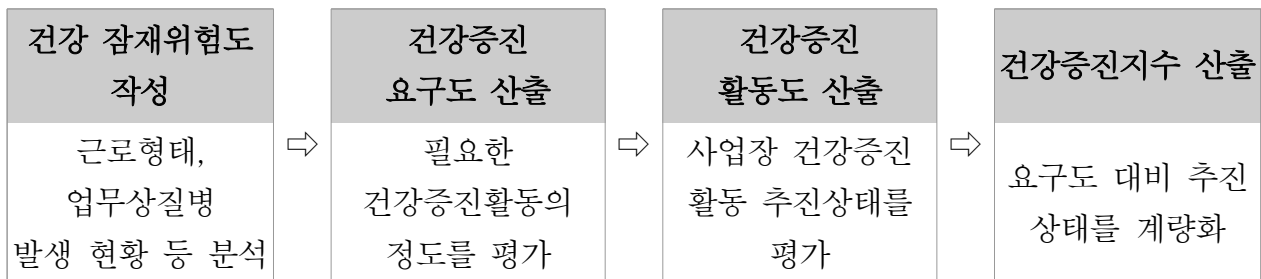 건강 잠재위험도
작성
근로형태,
업무상질병
발생 현황 등 분석
⇨
건강증진
요구도 산출
필요한
건강증진활동의
정도를 평가
⇨
건강증진
활동도 산출
사업장 건강증진
활동 추진상태를
평가
⇨
건강증진지수 산출
요구도 대비 추진
상태를 계량화